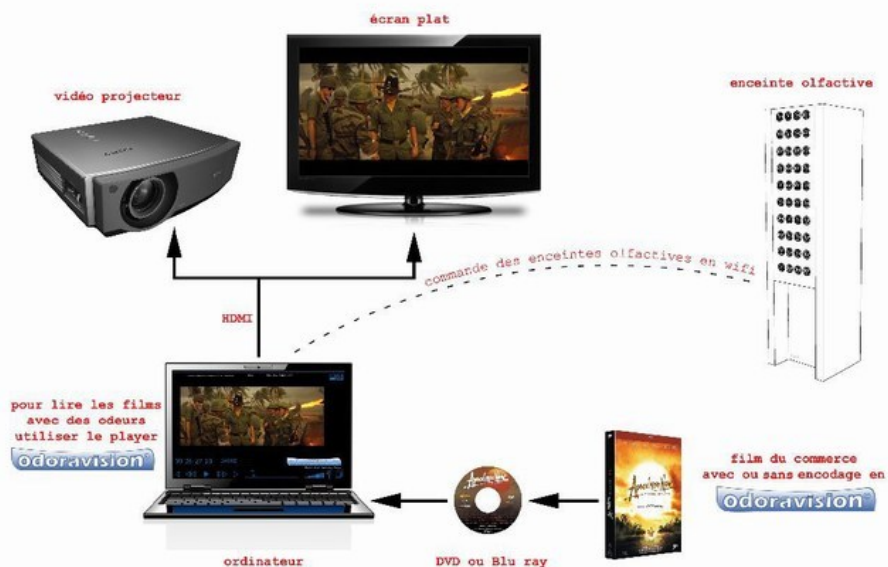 écran plat
vidéo projecteur
enceinte olfactive
commande des enceintes olfactives en wifi
HDMI
pour lire les films
avec des odeurs
utiliser le player
odoravision
film du commerce
avec ou sans encodage en
odoravision
ordinateur
DVD ou Blu ray